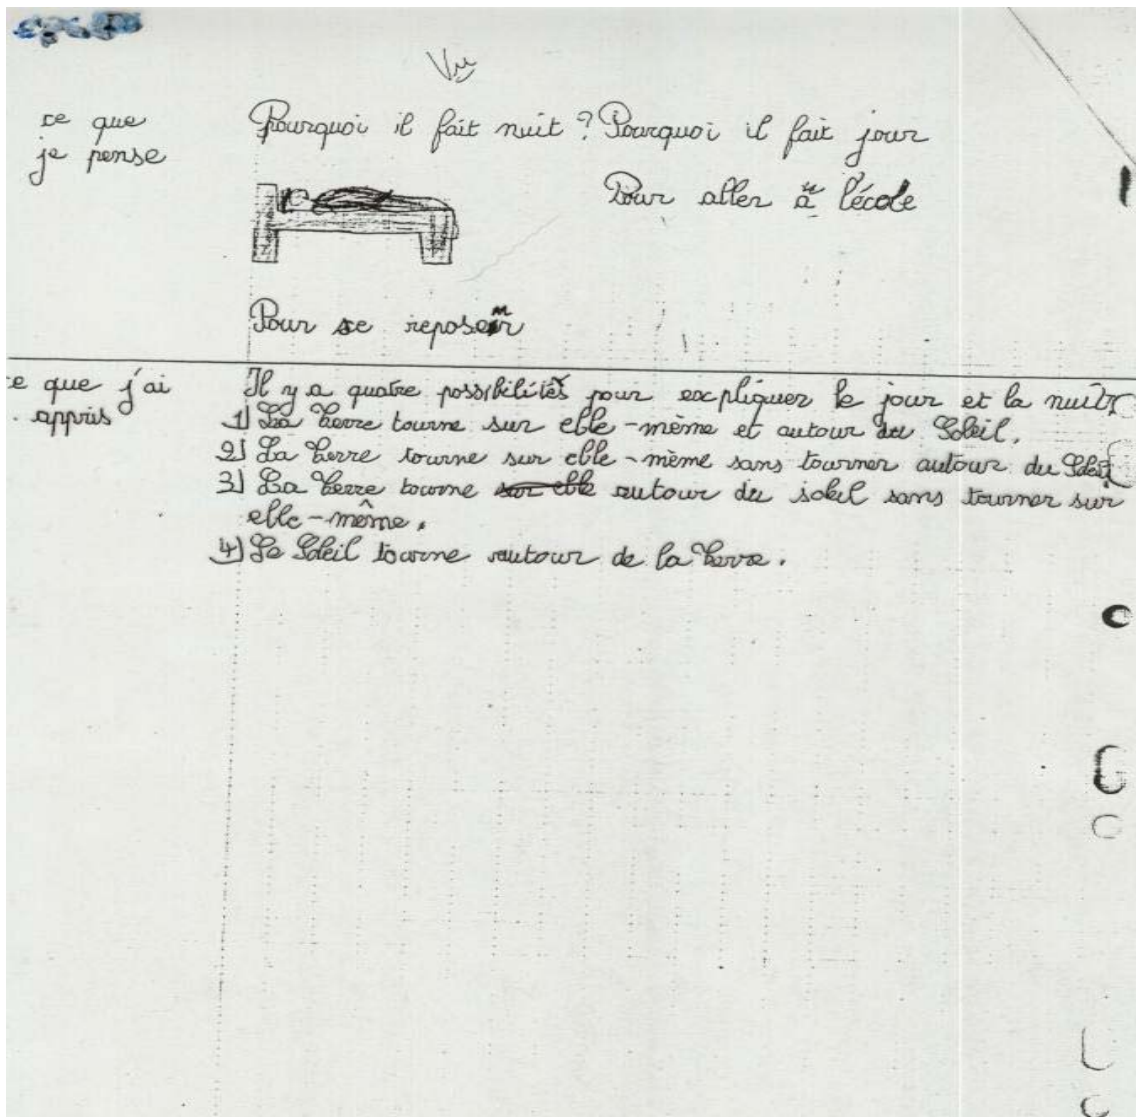 Vu
ce que
je pense
Pourquoi il fait nuit ? Pourquoi il fait jour
Pour aller à l'école
Pour se reposer
ce que j'ai
appris
Il y a quatre possibilités pour expliquer le jour et la nuit
1) La Terre tourne sur elle-même et autour du Soleil.
2) La Terre tourne sur elle-même sans tourner autour du Soleil
3) La Terre tourne sur elle autour du soleil sans tourner sur
elle-même.
4) Le Soleil tourne autour de la Terre.